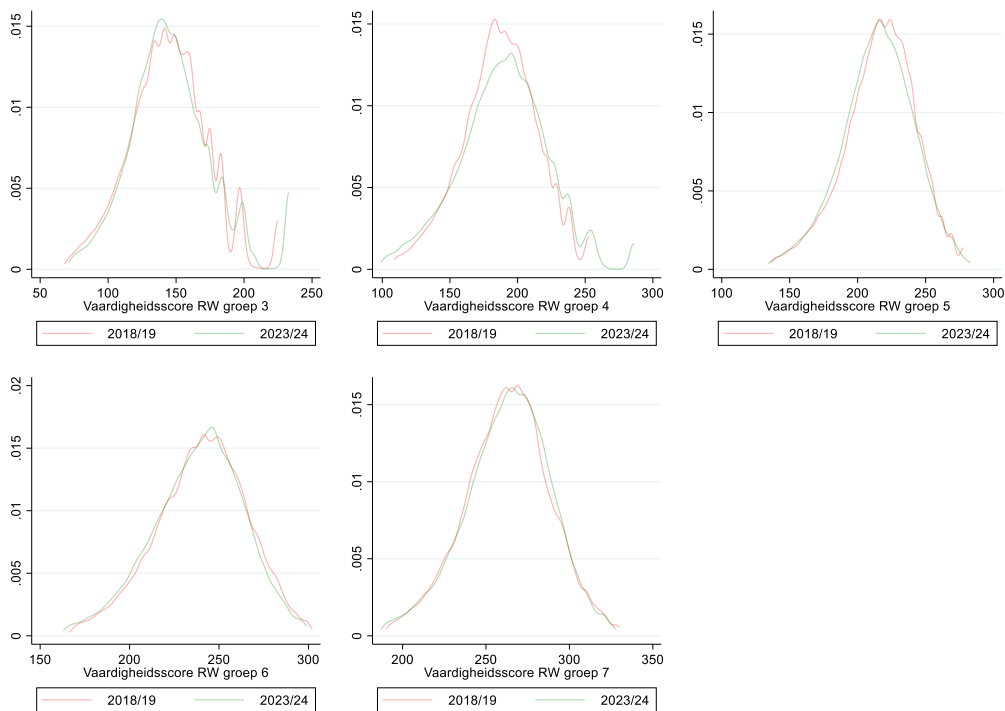 .015
.01
.005
0
50 100 150 200 250
Vaardigheidsscore RW groep 3
2018/19 2023/24
.015
.01
.005
0
100 150 200 250 300
Vaardigheidsscore RW groep 4
2018/19 2023/24
.015
.01
.005
0
100 150 200 250 300
Vaardigheidsscore RW groep 5
2018/19 2023/24
.02
.015
.01
.005
0
150 200 250 300
Vaardigheidsscore RW groep 6
2018/19 2023/24
.015
.01
.005
0
200 250 300 350
Vaardigheidsscore RW groep 7
2018/19 2023/24